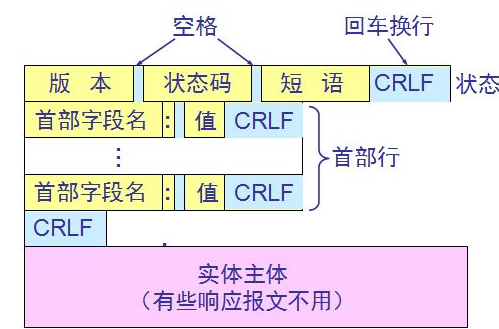 空格 回车换行
版 本 状态码 短 语 CRLF 状态
首部字段名 : 值 CRLF
⋮ 首部行
首部字段名 : 值 CRLF
CRLF
实体主体
（有些响应报文不用）